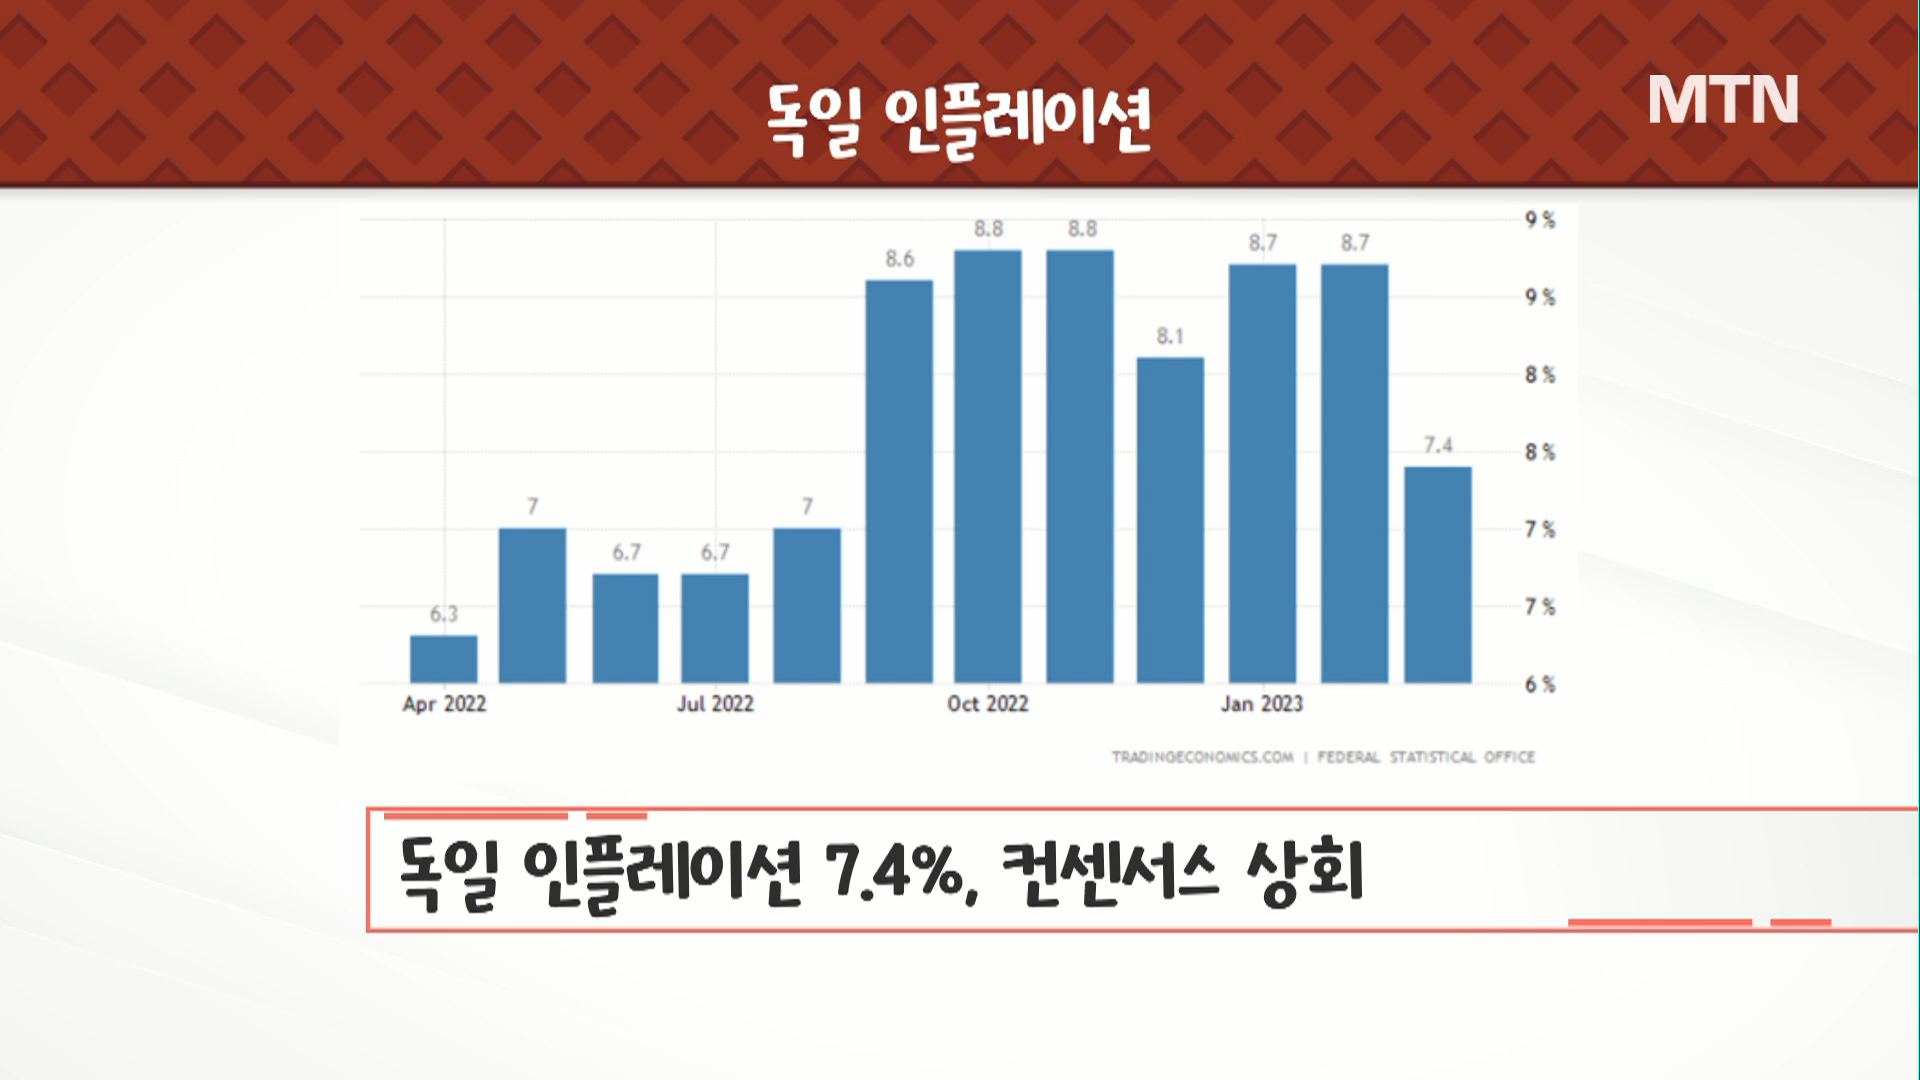 독일 인플레이션
MTN
9 %
8.8
8.8
8.7
8.7
8.6
9 %
8.1
8 %
7.4
8 %
7
7
7 %
6.7
6.7
6.3
7 %
6 %
Apr 2022
Jul 2022
Oct 2022
Jan 2023
TRADINGECONOMICS.COM | FEDERAL STATISTICAL OFFICE
독일 인플레이션 7.4%, 컨센서스 상회